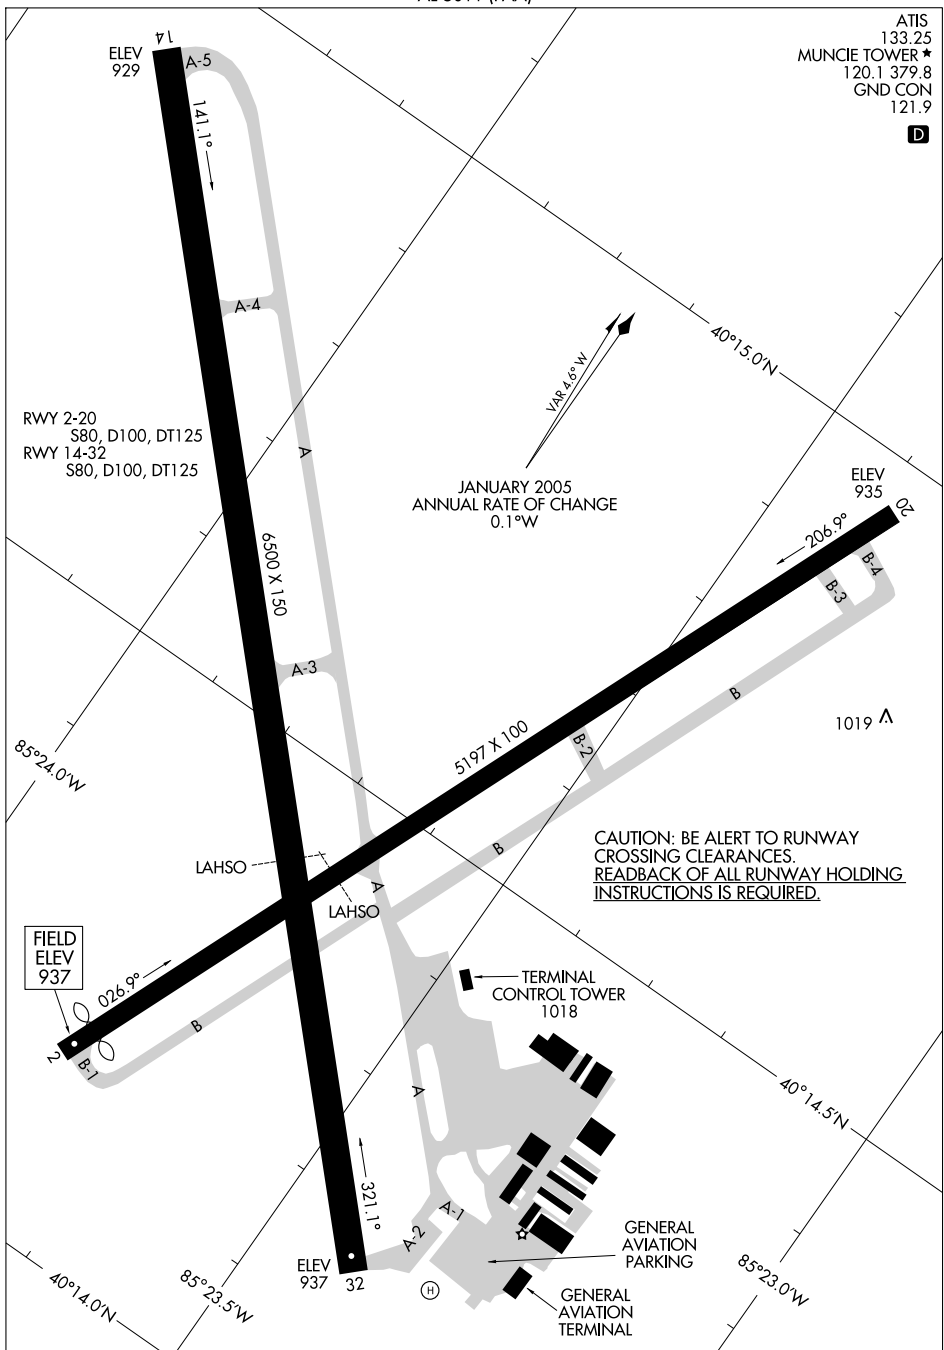 ATIS
133.25
MUNCIE TOWER ★
120.1 379.8
GND CON
121.9
D
14
ELEV
929
A-5
141.1°
A-4
40°15.0'N
VAR 4.6° W
RWY 2-20
S80, D100, DT125
RWY 14-32
S80, D100, DT125
A
JANUARY 2005
ANNUAL RATE OF CHANGE
0.1°W
ELEV
935
20
206.9°
B-4
B-3
6500 X 150
A-3
B
1019
85°24.0'W
5197 X 100
B-2
CAUTION: BE ALERT TO RUNWAY
CROSSING CLEARANCES.
READBACK OF ALL RUNWAY HOLDING
INSTRUCTIONS IS REQUIRED.
B
LAHSO
A
LAHSO
FIELD
ELEV
937
026.9°
TERMINAL
CONTROL TOWER
1018
B
2
B-1
A
40°14.5'N
321.1°
A-1
A-2
GENERAL
AVIATION
PARKING
ELEV
937
32
H
40°14.0'N
85°23.5'W
85°23.0'W
GENERAL
AVIATION
TERMINAL